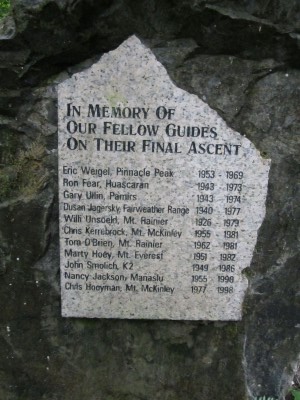 IN MEMORY OF
OUR FELLOW GUIDES
ON THEIR FINAL ASCENT
Eric Weigel, Pinnacle Peak 1953 - 1969
Ron Fear, Huascaran 1943 - 1973
Gary Ullin, Pamirs 1943 - 1974
Dusan Jagersky, Fairweather Range 1940 - 1977
Willi Unsoeld, Mt. Rainier 1926 - 1979
Chris Kerrebrock, Mt. McKinley 1955 - 1981
Tom O'Brien, Mt. Rainier 1962 - 1981
Marty Hoey, Mt. Everest 1951 - 1982
John Smolich, K2 1949 - 1986
Nancy Jackson, Manaslu 1955 - 1998
Chris Hooyman, Mt. McKinley 1977 - 1998